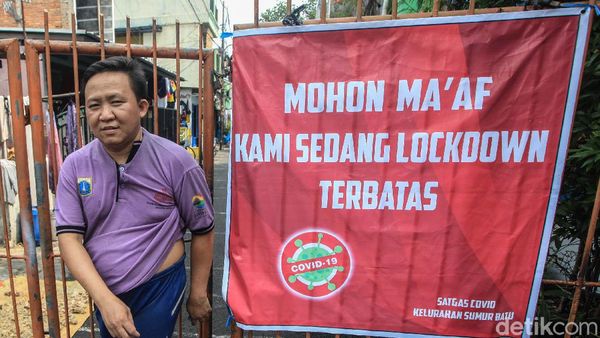 MOHON MA'AF
KAMI SEDANG LOCKDOWN
TERBATAS
COVID-19
SATGAS COVID
KELURAHAN SUMUR BATU
detikcom